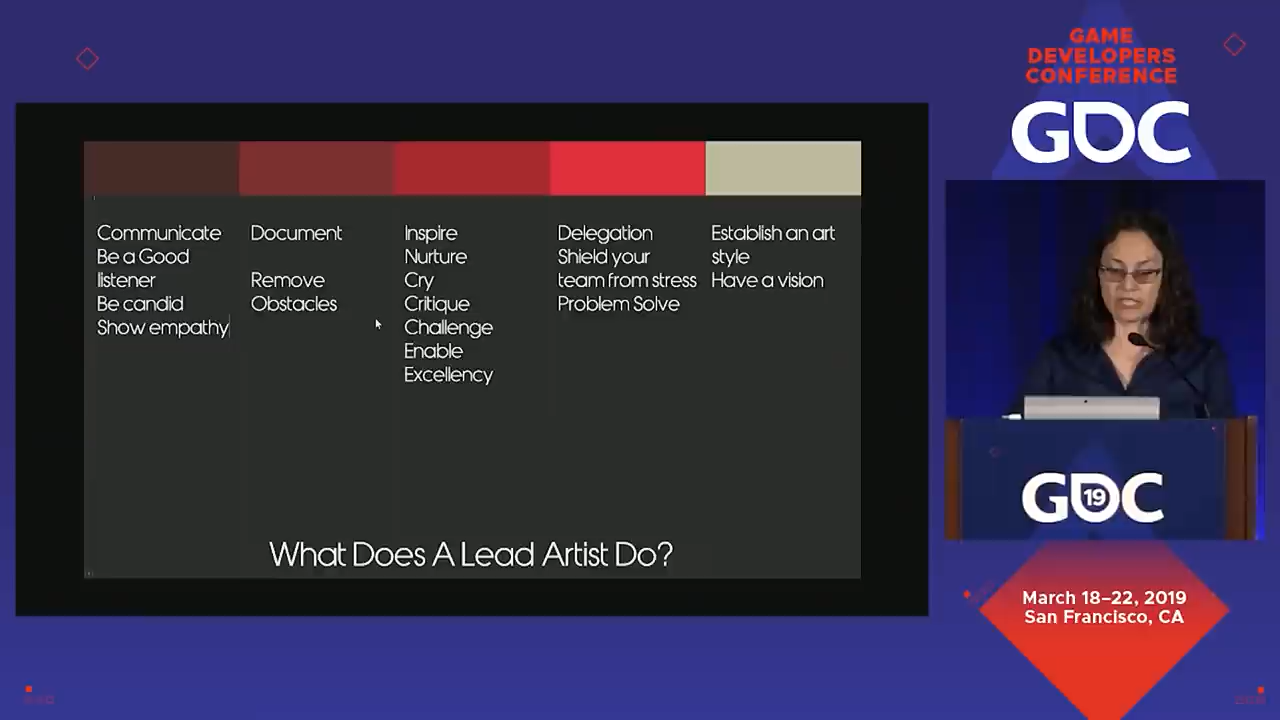 GAME
DEVELOPERS
CONFERENCE
GDC
Communicate
Be a Good
listener
Be candid
Show empathy
Document
Remove
Obstacles
Inspire
Nurture
Cry
Critique
Challenge
Enable
Excellency
Delegation
Shield your
team from stress
Problem Solve
Establish an art
style
Have a vision
What Does A Lead Artist Do?
GDC
19
March 18–22, 2019
San Francisco, CA